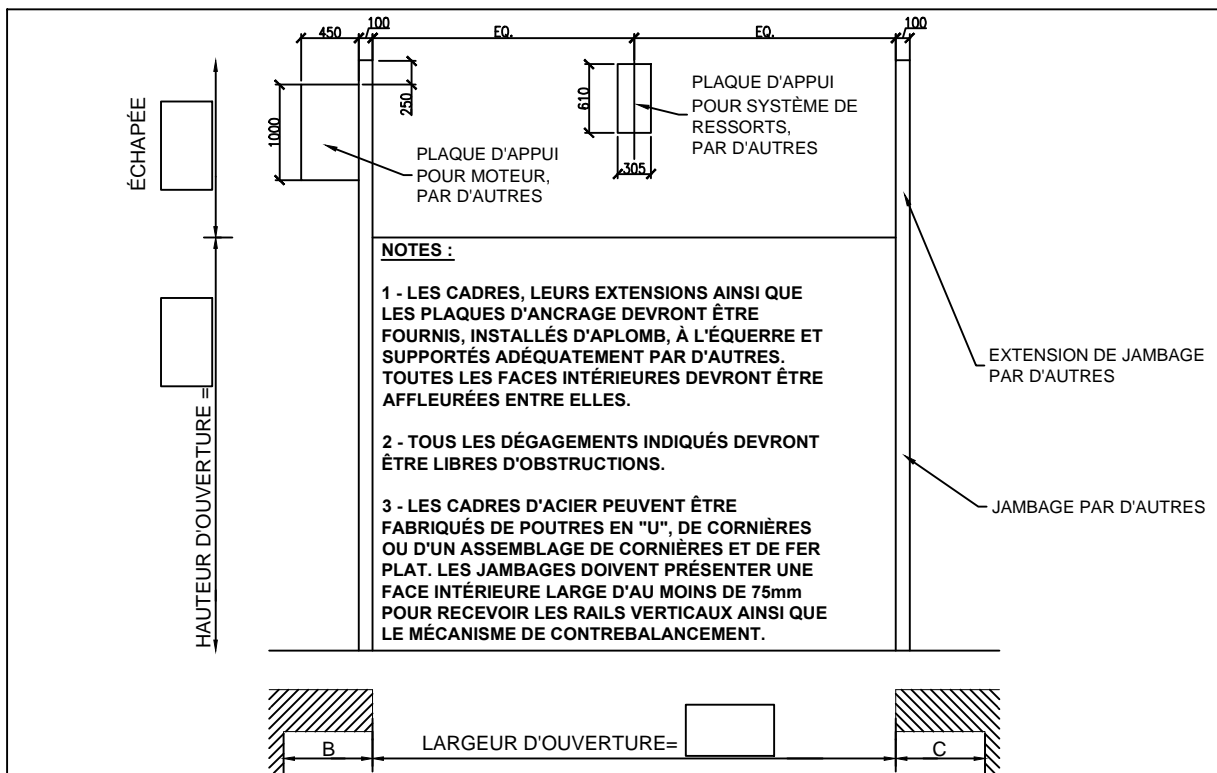 100
100
450
EQ.
EQ.
ÉCHAPÉE
1000
250
610
305
PLAQUE D'APPUI
POUR MOTEUR,
PAR D'AUTRES
PLAQUE D'APPUI
POUR SYSTÈME DE
RESSORTS,
PAR D'AUTRES
HAUTEUR D'OUVERTURE =
NOTES :
1 - LES CADRES, LEURS EXTENSIONS AINSI QUE
LES PLAQUES D'ANCRAGE DEVRONT ÊTRE
FOURNIS, INSTALLÉS D'APLOMB, À L'ÉQUERRE ET
SUPPORTÉS ADÉQUATEMENT PAR D'AUTRES.
TOUTES LES FACES INTÉRIEURES DEVRONT ÊTRE
AFFLEURÉES ENTRE ELLES.
2 - TOUS LES DÉGAGEMENTS INDIQUÉS DEVRONT
ÊTRE LIBRES D'OBSTRUCTIONS.
3 - LES CADRES D'ACIER PEUVENT ÊTRE
FABRIQUÉS DE POUTRES EN "U", DE CORNIÈRES
OU D'UN ASSEMBLAGE DE CORNIÈRES ET DE FER
PLAT. LES JAMBAGES DOIVENT PRÉSENTER UNE
FACE INTÉRIEURE LARGE D'AU MOINS DE 75mm
POUR RECEVOIR LES RAILS VERTICAUX AINSI QUE
LE MÉCANISME DE CONTREBALANCEMENT.
EXTENSION DE JAMBAGE
PAR D'AUTRES
JAMBAGE PAR D'AUTRES
B
LARGEUR D'OUVERTURE=
C